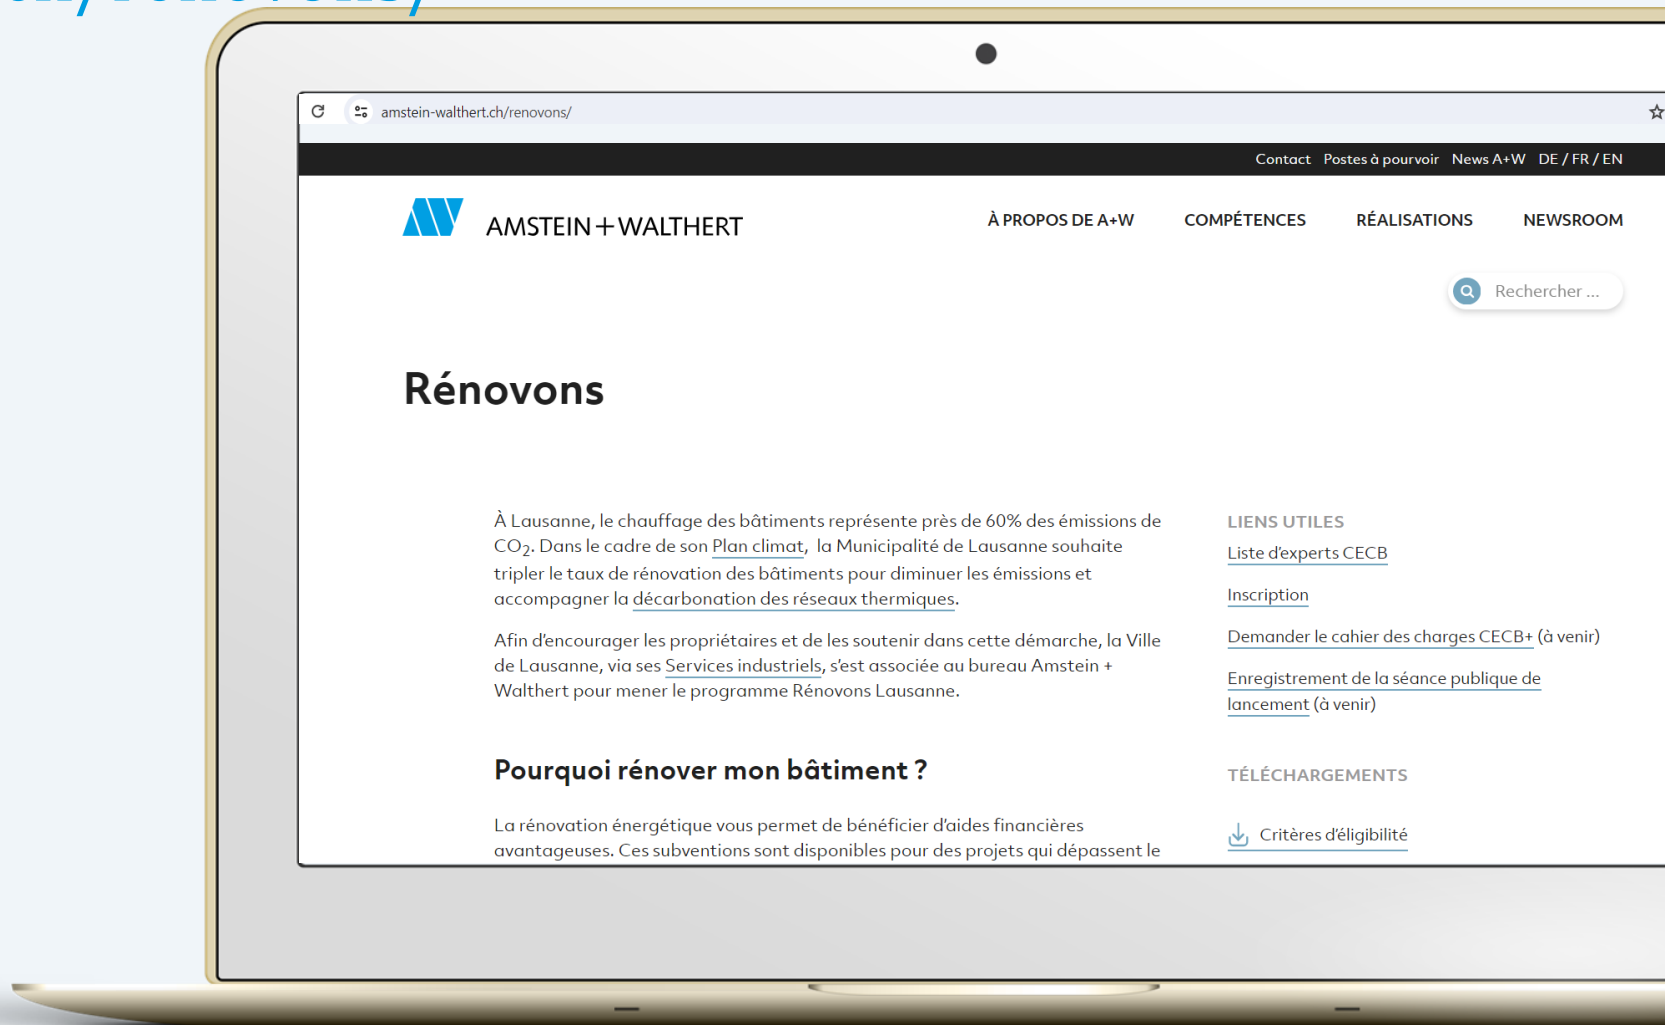 /renovons/
amstein-walthert.ch/renovons/
Contact Postes à pourvoir News A+W DE / FR / EN
AMSTEIN+WALTHERT
À PROPOS DE A+W COMPÉTENCES RÉALISATIONS NEWSROOM
Rechercher ...
Rénovons
À Lausanne, le chauffage des bâtiments représente près de 60% des émissions de
CO₂. Dans le cadre de son Plan climat, la Municipalité de Lausanne souhaite
tripler le taux de rénovation des bâtiments pour diminuer les émissions et
accompagner la décarbonation des réseaux thermiques.
Afin d'encourager les propriétaires et de les soutenir dans cette démarche, la Ville
de Lausanne, via ses Services industriels, s'est associée au bureau Amstein +
Walthert pour mener le programme Rénovons Lausanne.
Pourquoi rénover mon bâtiment ?
La rénovation énergétique vous permet de bénéficier d'aides financières
avantageuses. Ces subventions sont disponibles pour des projets qui dépassent le
LIENS UTILES
Liste d'experts CECB
Inscription
Demander le cahier des charges CECB+ (à venir)
Enregistrement de la séance publique de
lancement (à venir)
TÉLÉCHARGEMENTS
Critères d'éligibilité